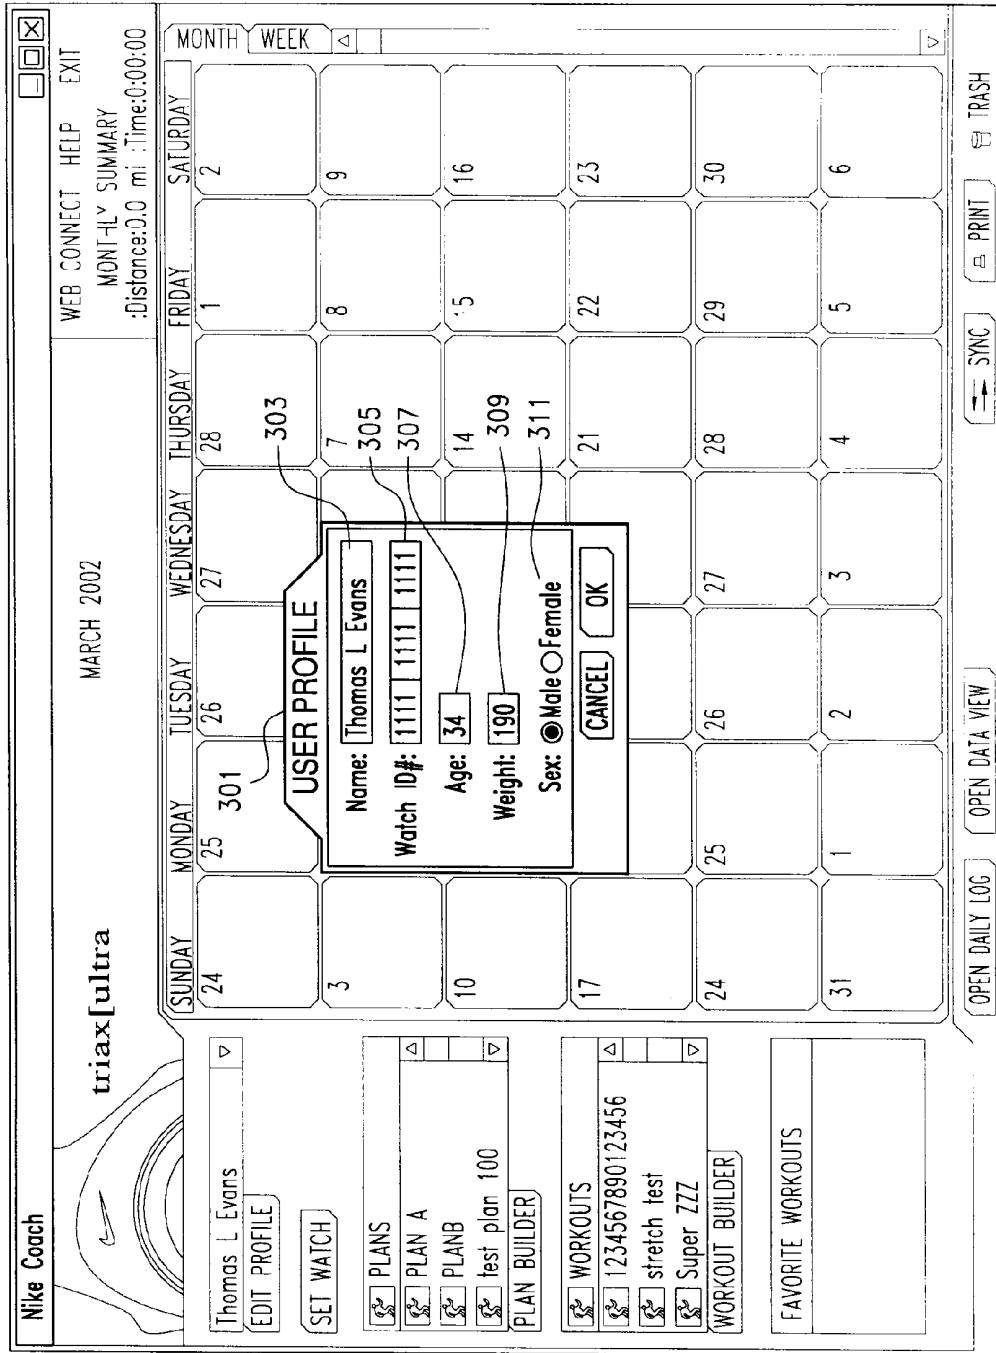 Nike Coach
WEB CONNECT HELP EXIT
triax[ultra
MARCH 2002
MONTHLY SUMMARY
:Distance:0.0 mi :Time:0:00:00
Thomas L Evans
EDIT PROFILE
SET WATCH
PLANS
PLAN A
PLANB
test plan 100
PLAN BUILDER
WORKOUTS
1234567890123456
stretch test
Super ZZZ
WORKOUT BUILDER
FAVORITE WORKOUTS
SUNDAY MONDAY TUESDAY WEDNESDAY THURSDAY FRIDAY SATURDAY
MONTH WEEK
24 25 26 27 28 1 2
301
303
3 7 8 9
305
307
10 14 15 16
309
311
17 21 22 23
24 25 26 27 28 29 30
31 1 2 3 4 5 6
USER PROFILE
Name: Thomas L Evans
Watch ID#: 1111 1111 1111 1111
Age: 34
Weight: 190
Sex: Male Female
CANCEL OK
OPEN DAILY LOG OPEN DATA VIEW SYNC PRINT TRASH